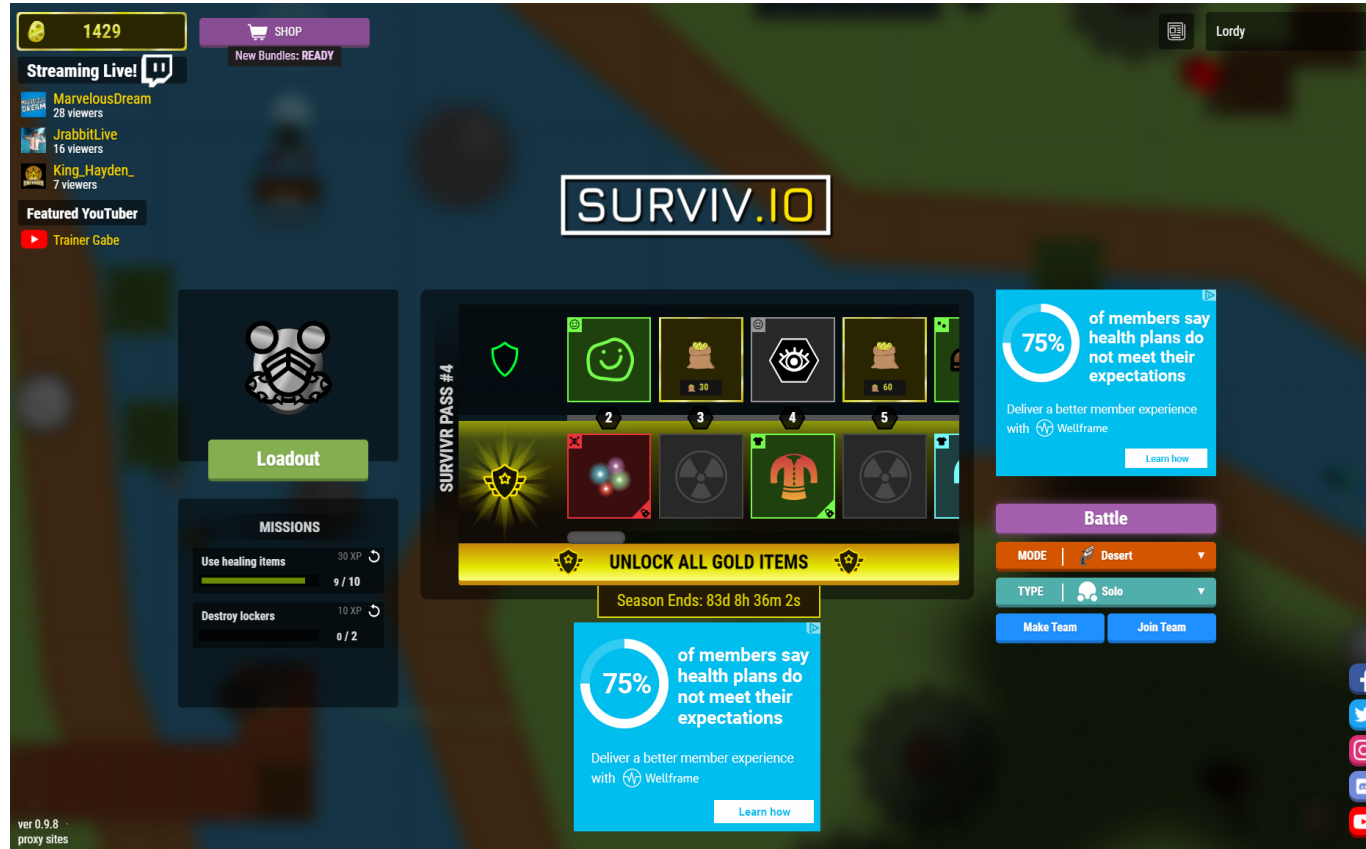 1429
SHOP
New Bundles: READY
Lordy
Streaming Live!
MarvelousDream
28 viewers
JrabbitLive
16 viewers
King_Hayden_
7 viewers
Featured YouTuber
Trainer Gabe
SURVIV.IO
Loadout
MISSIONS
Use healing items
30 XP
9 / 10
Destroy lockers
10 XP
0 / 2
SURVIVR PASS #4
30
60
2
3
4
5
UNLOCK ALL GOLD ITEMS
Season Ends: 83d 8h 36m 2s
75%
of members say
health plans do
not meet their
expectations
Deliver a better member experience
with Wellframe
Learn how
75%
of members say
health plans do
not meet their
expectations
Deliver a better member experience
with Wellframe
Learn how
Battle
MODE Desert
TYPE Solo
Make Team
Join Team
ver 0.9.8
proxy sites